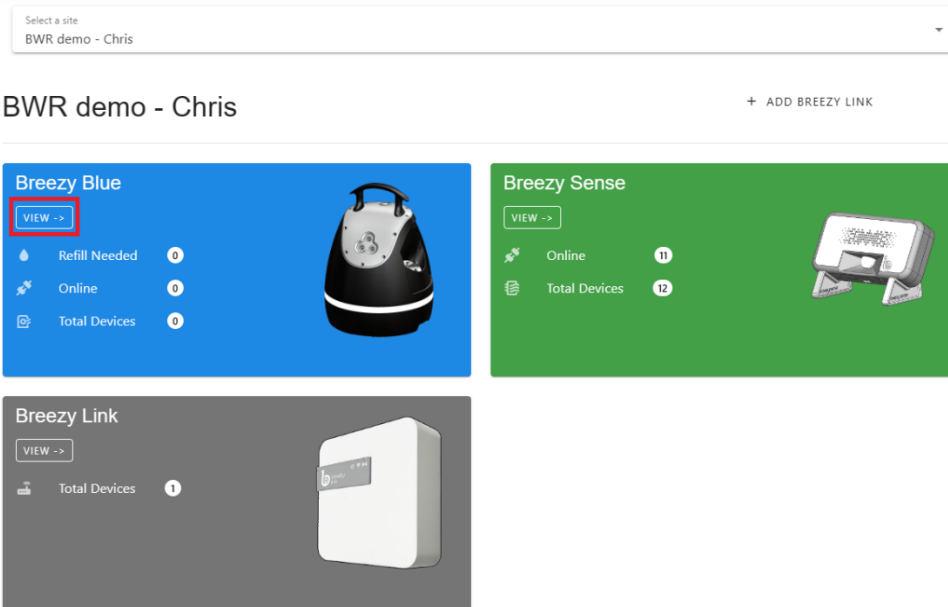 Select a site
BWR demo - Chris
BWR demo - Chris
+ ADD BREEZY LINK
Breezy Blue
VIEW ->
Refill Needed 0
Online 0
Total Devices 0
Breezy Sense
VIEW ->
Online 11
Total Devices 12
Breezy Link
VIEW ->
Total Devices 1